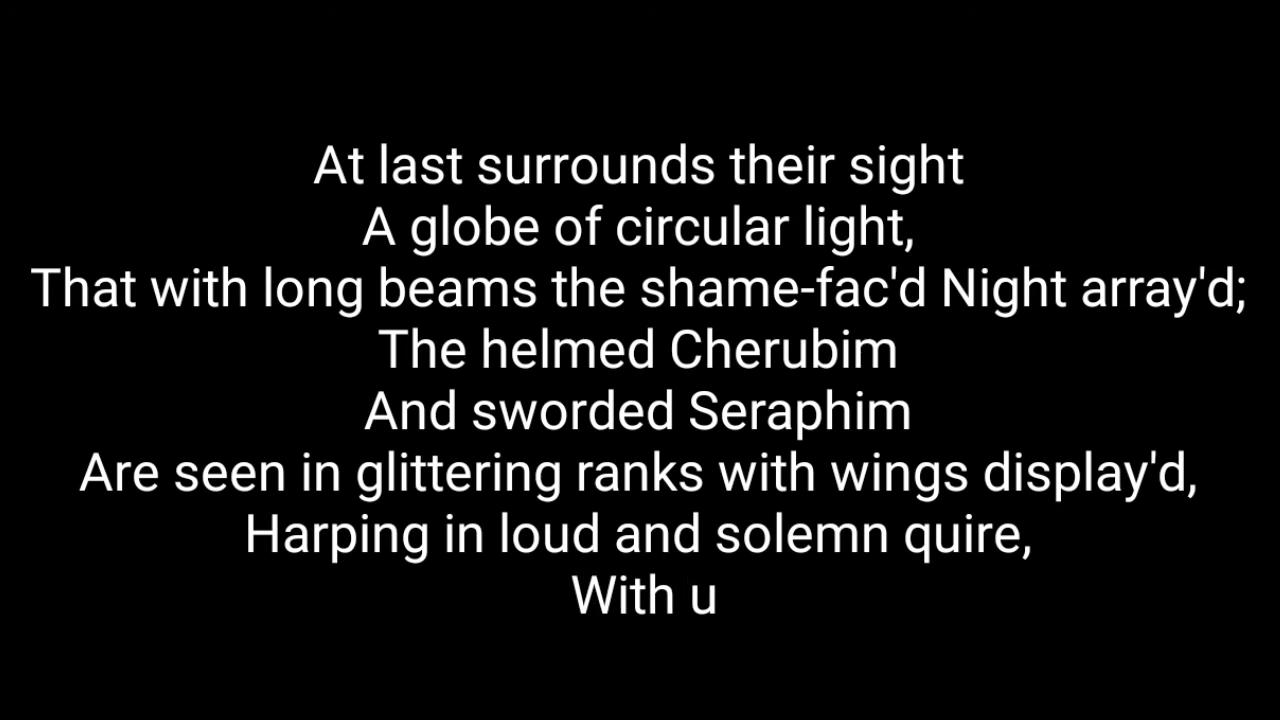 At last surrounds their sight
A globe of circular light,
That with long beams the shame-fac'd Night array'd;
The helmed Cherubim
And sworded Seraphim
Are seen in glittering ranks with wings display'd,
Harping in loud and solemn quire,
With u